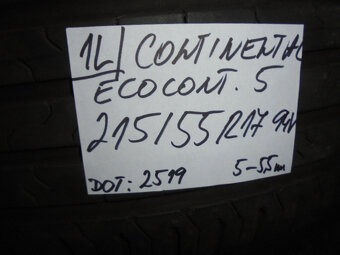 1L/ CONTINENTAL
ECOCONT. 5
215/55R17 94V
DOT: 2519 5-5,5mm